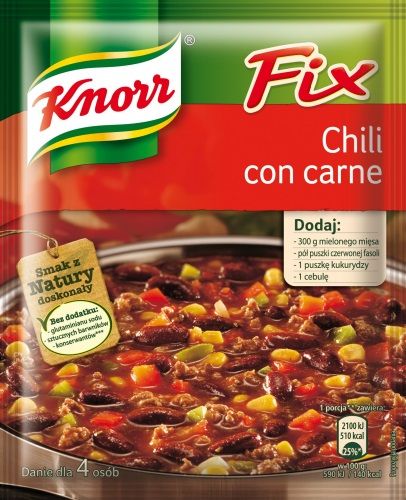 Knorr®
Fix
Chili
con carne
Dodaj:
- 300 g mielonego mięsa
- pół puszki czerwonej fasoli
- 1 puszkę kukurydzy
- 1 cebulę
Smak z
Natury
doskonały
Bez dodatku:
- glutaminianu sodu
- sztucznych barwników
- konserwantów***
1 porcja** zawiera:
2100 kJ
510 kcal
25%*
w 100 g
590 kJ / 140 kcal
Danie dla 4 osób